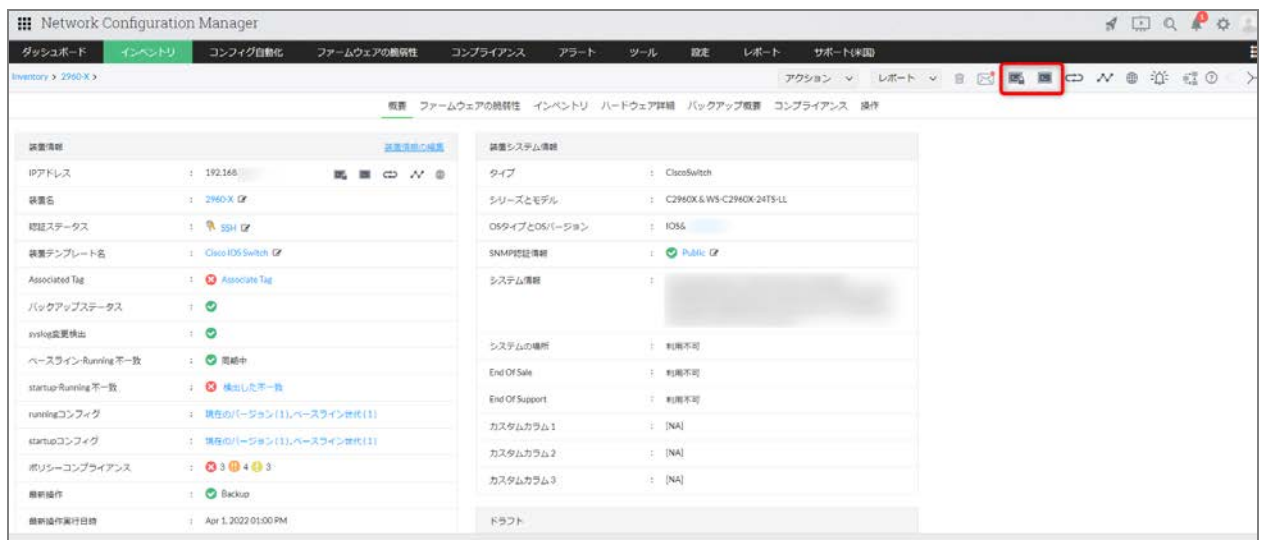 Network Configuration Manager
ダッシュボード インベントリ コンフィグ自動化 ファームウェアの脆弱性 コンプライアンス アラート ツール 設定 レポート サポート(米国)
Inventory > 2960-X > アクション レポート
概要 ファームウェアの脆弱性 インベントリ ハードウェア詳細 バックアップ概要 コンプライアンス 操作
装置情報 装置情報の編集
IPアドレス : 192.168
装置名 : 2960-X
認証ステータス : SSH
装置テンプレート名 : Cisco IOS Switch
Associated Tag : Associate Tag
バックアップステータス :
syslog変更検出 :
ベースライン-Running 不一致 : 同期中
startup-Running 不一致 : 検出した不一致
runningコンフィグ : 現在のバージョン(1),ベースライン世代(1)
startupコンフィグ : 現在のバージョン(1),ベースライン世代(1)
ポリシーコンプライアンス : 3 4 3
最新操作 : Backup
最新操作実行日時 : Apr 1, 2022 01:00 PM
装置システム情報
タイプ : CiscoSwitch
シリーズとモデル : C2960X & WS-C2960X-24TS-LL
OSタイプとOSバージョン : IOS&
SNMP認証情報 : Public
システム情報 :
システムの場所 : 利用不可
End Of Sale : 利用不可
End Of Support : 利用不可
カスタムカラム1 : [NA]
カスタムカラム2 : [NA]
カスタムカラム3 : [NA]
ドラフト